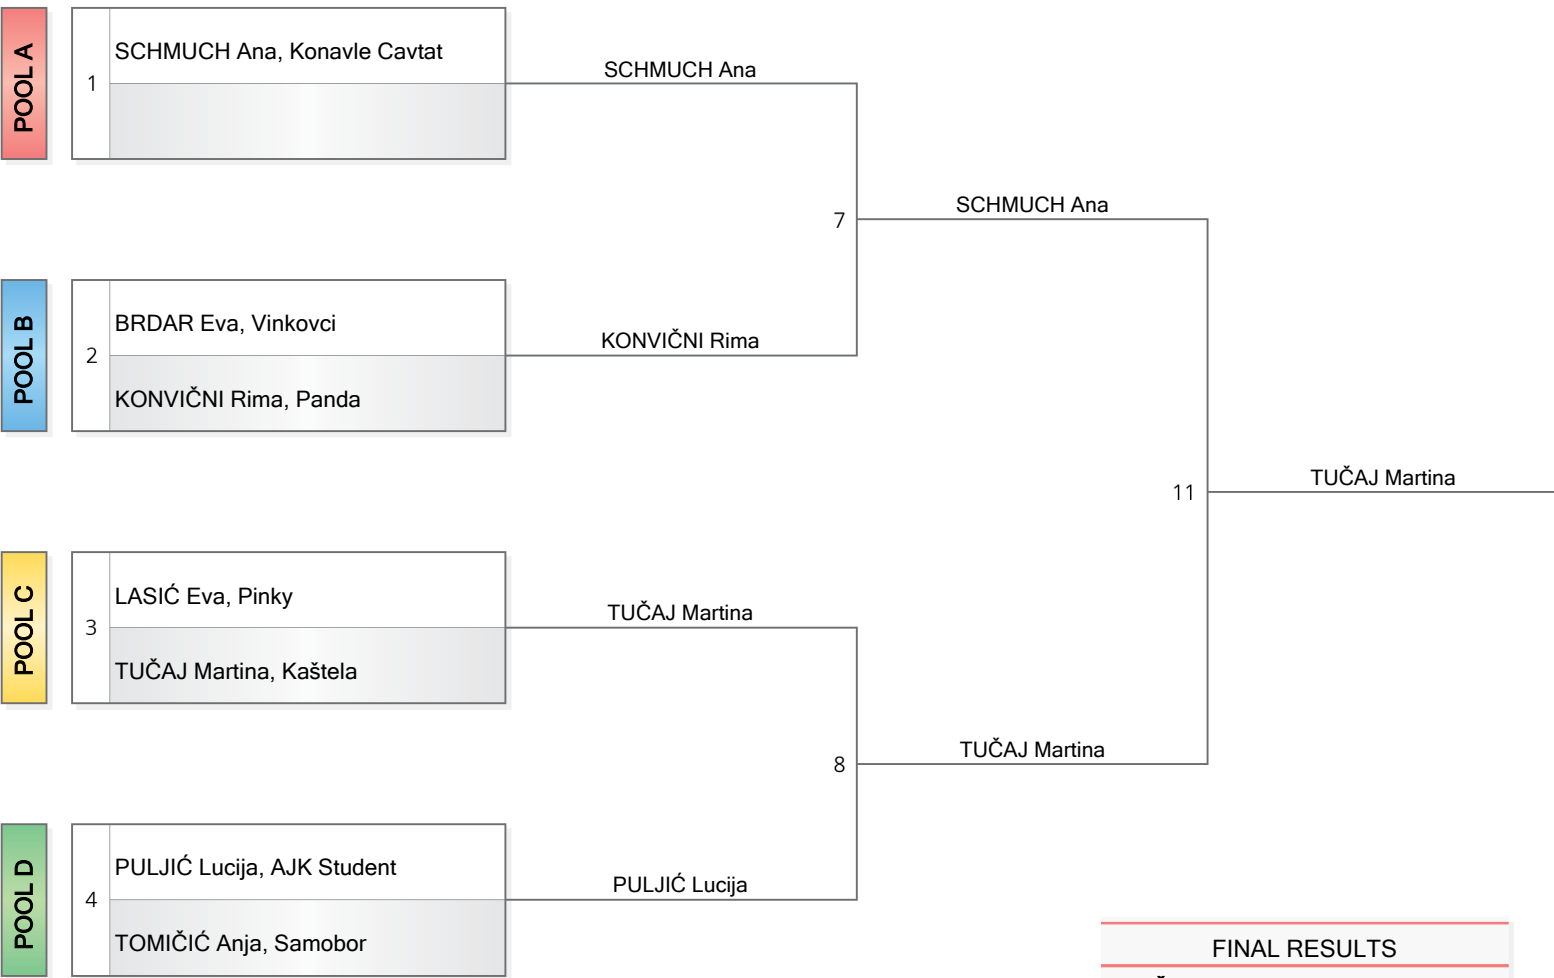 POOL A
1
SCHMUCH Ana, Konavle Cavtat
SCHMUCH Ana
7
SCHMUCH Ana
POOL B
2
BRDAR Eva, Vinkovci
KONVIČNI Rima, Panda
KONVIČNI Rima
11
TUČAJ Martina
POOL C
3
LASIĆ Eva, Pinky
TUČAJ Martina, Kaštela
TUČAJ Martina
8
TUČAJ Martina
POOL D
4
PULJIĆ Lucija, AJK Student
TOMIČIĆ Anja, Samobor
PULJIĆ Lucija
FINAL RESULTS